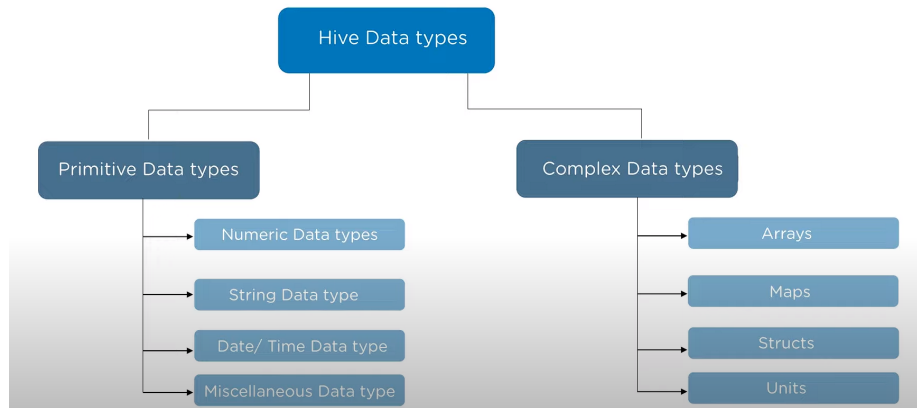 Hive Data types
Primitive Data types
Numeric Data types
String Data type
Date/ Time Data type
Miscellaneous Data type
Complex Data types
Arrays
Maps
Structs
Units